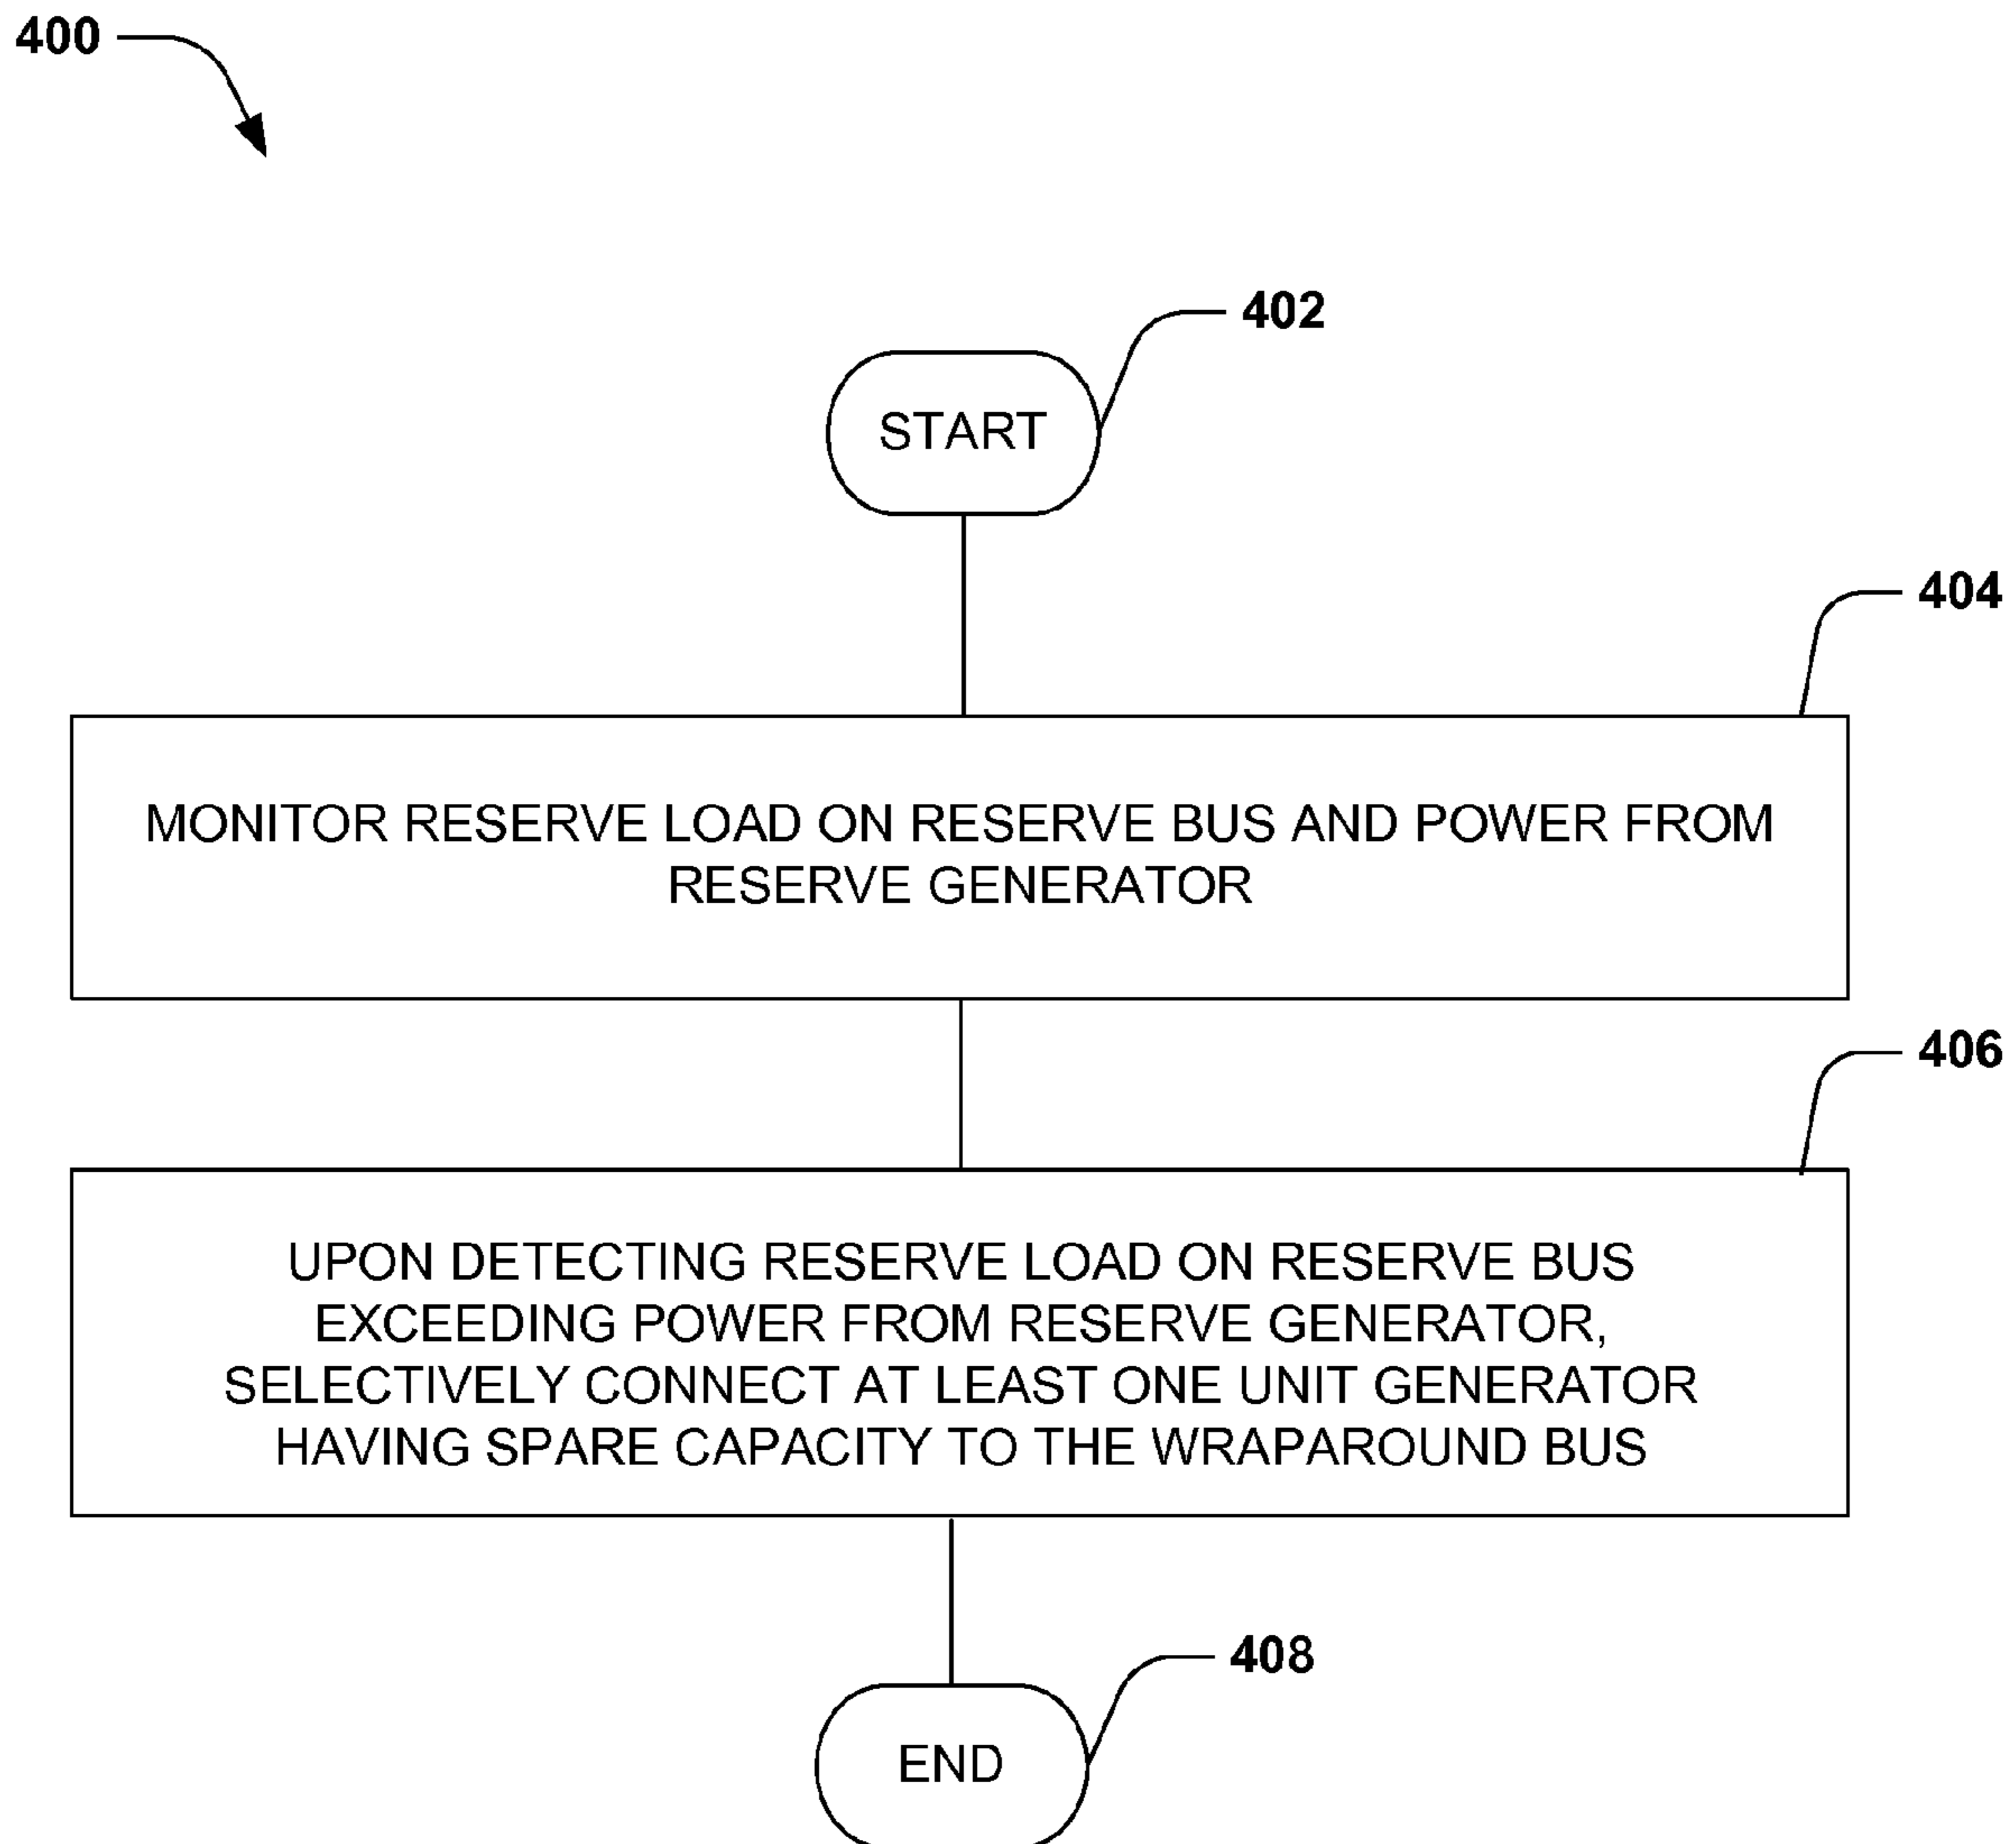 400
402
START
404
MONITOR RESERVE LOAD ON RESERVE BUS AND POWER FROM
RESERVE GENERATOR
406
UPON DETECTING RESERVE LOAD ON RESERVE BUS
EXCEEDING POWER FROM RESERVE GENERATOR,
SELECTIVELY CONNECT AT LEAST ONE UNIT GENERATOR
HAVING SPARE CAPACITY TO THE WRAPAROUND BUS
408
END